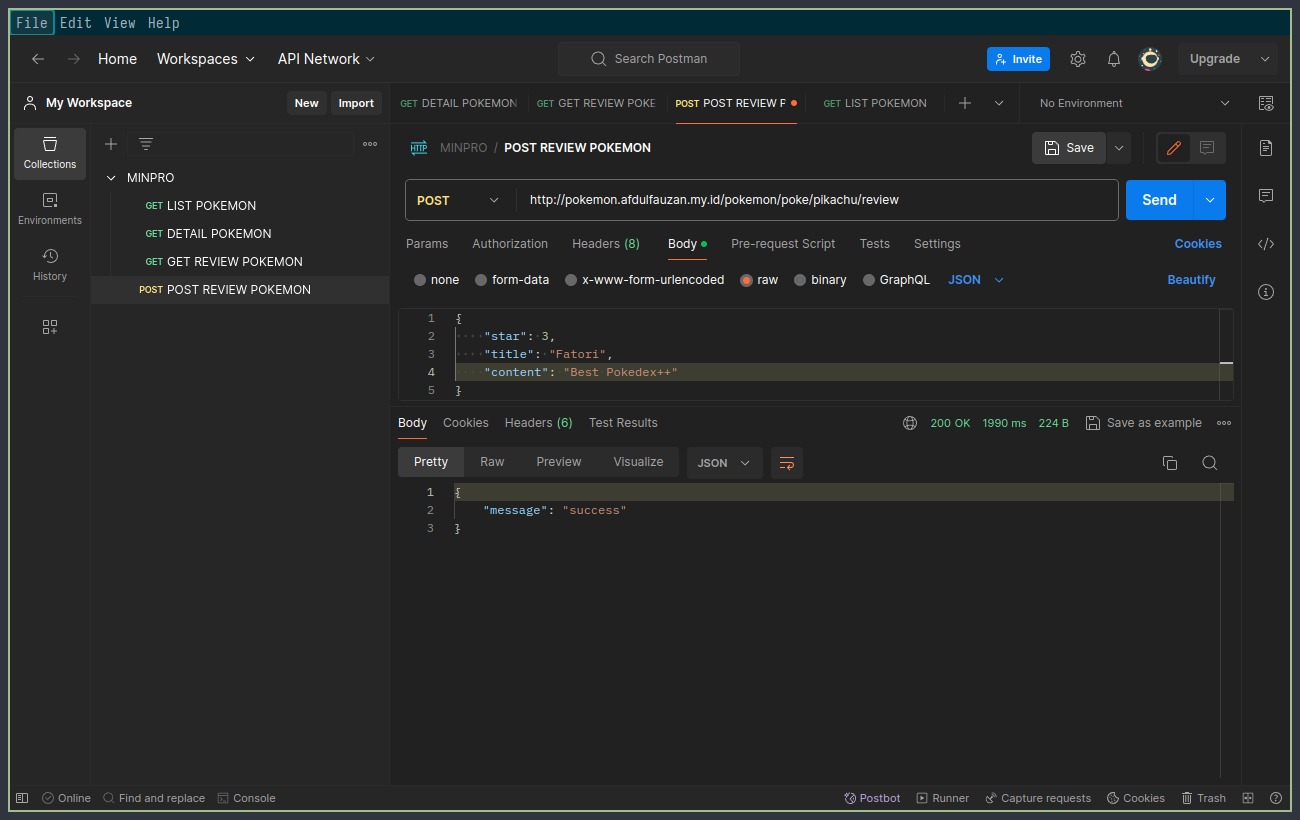 File Edit View Help
Home Workspaces API Network Search Postman Invite Upgrade
My Workspace New Import
GET DETAIL POKEMON GET GET REVIEW POKE POST POST REVIEW F GET LIST POKEMON No Environment
Collections
Environments
History
MINPRO
GET LIST POKEMON
GET DETAIL POKEMON
GET GET REVIEW POKEMON
POST POST REVIEW POKEMON
HTTP MINPRO / POST REVIEW POKEMON Save
POST http://pokemon.afdulfauzan.my.id/pokemon/poke/pikachu/review Send
Params Authorization Headers (8) Body Pre-request Script Tests Settings Cookies
none form-data x-www-form-urlencoded raw binary GraphQL JSON Beautify
1 {
2 ····"star":·3,
3 ····"title":·"Fatori",
4 ····"content":·"Best·Pokedex++"
5 }
Body Cookies Headers (6) Test Results 200 OK 1990 ms 224 B Save as example
Pretty Raw Preview Visualize JSON
1 {
2 "message": "success"
3 }
Online Find and replace Console Postbot Runner Capture requests Cookies Trash